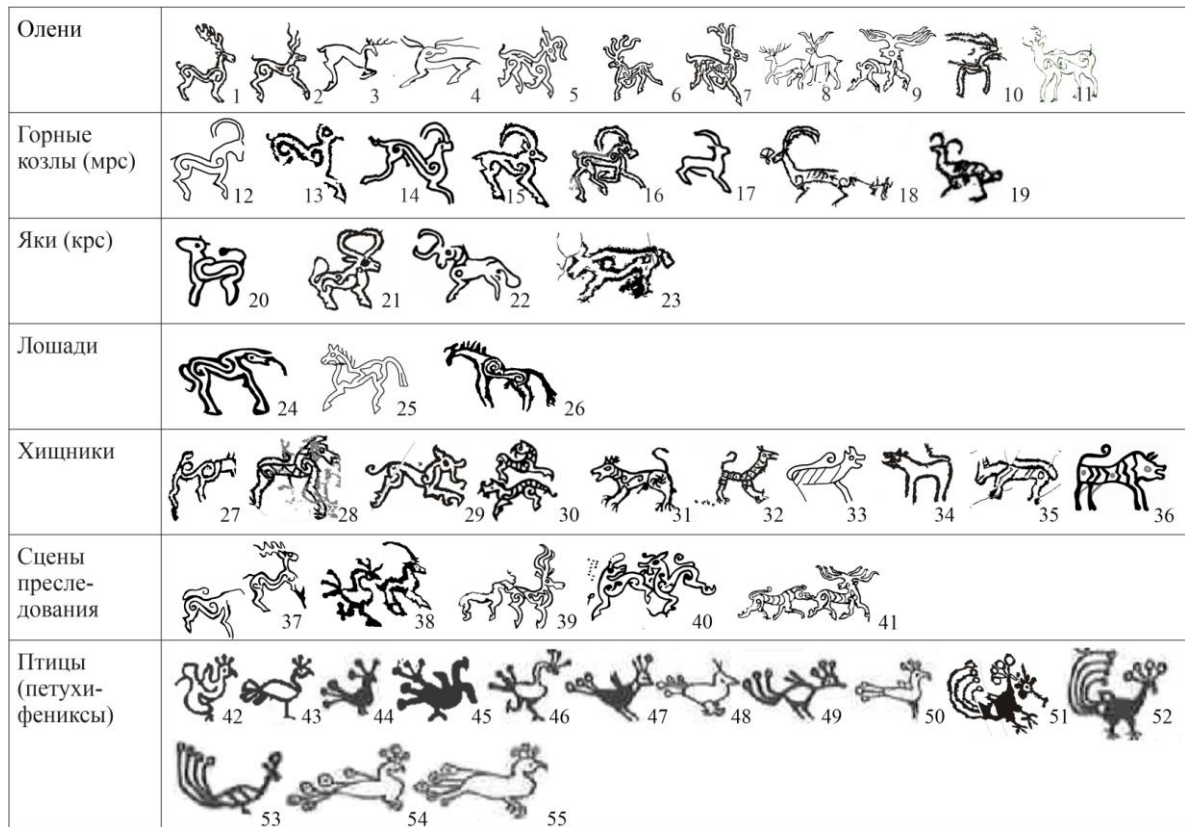 Олени
1 2 3 4 5 6 7 8 9 10 11
Горные
козлы (мрс)
12 13 14 15 16 17 18 19
Яки (крс)
20 21 22 23
Лошади
24 25 26
Хищники
27 28 29 30 31 32 33 34 35 36
Сцены
пресле-
дования
37 38 39 40 41
Птицы
(петухи-
фениксы)
42 43 44 45 46 47 48 49 50 51 52
53 54 55